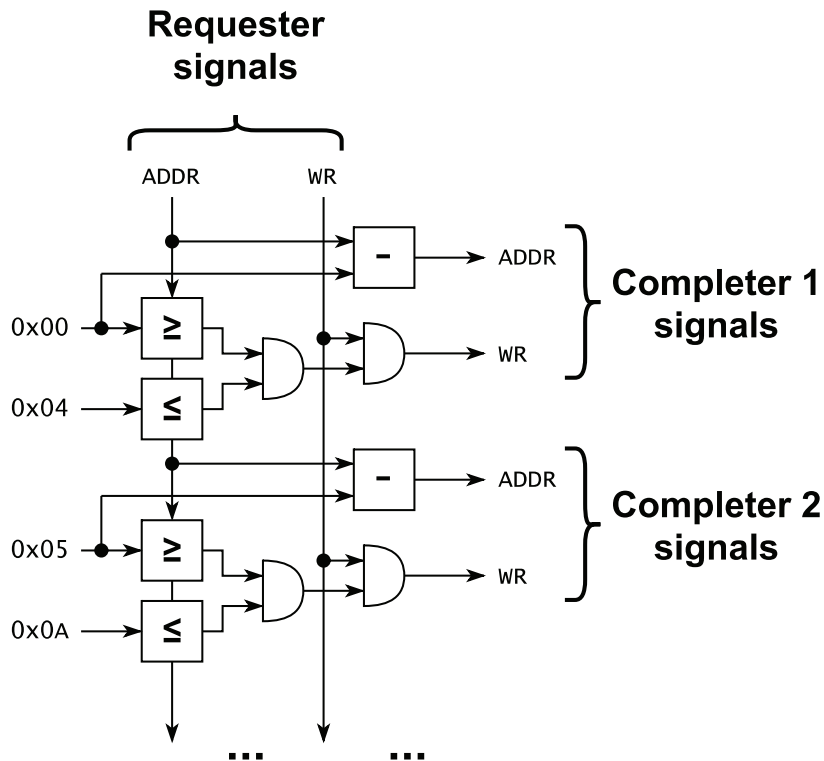 Requester
signals
ADDR WR
- ADDR
Completer 1
signals
0x00 ≥
WR
0x04 ≤
- ADDR
Completer 2
signals
0x05 ≥
WR
0x0A ≤
... ...